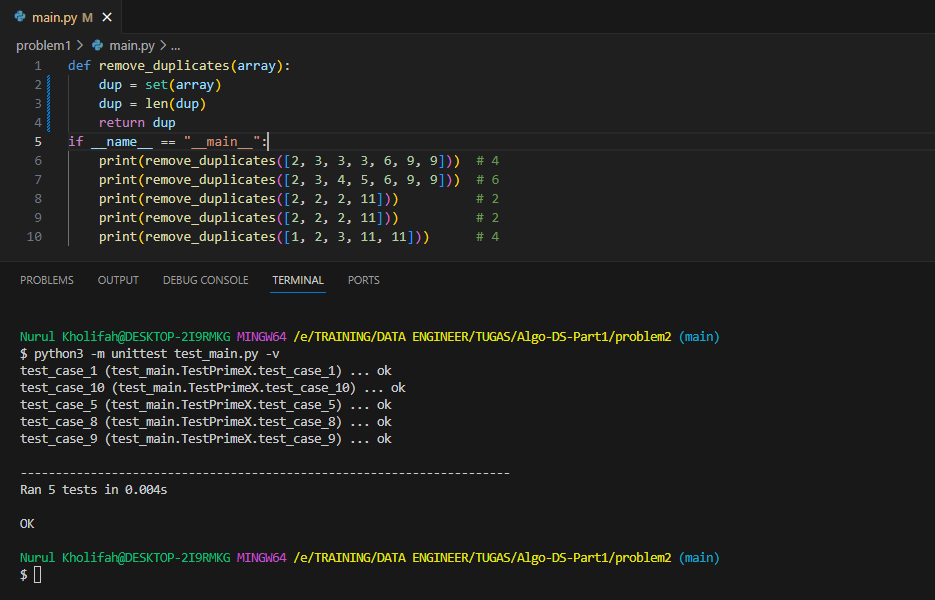 main.py M ✕
problem1 > main.py > ...
1 def remove_duplicates(array):
2     dup = set(array)
3     dup = len(dup)
4     return dup
5 if __name__ == "__main__":
6     print(remove_duplicates([2, 3, 3, 3, 6, 9, 9]))  # 4
7     print(remove_duplicates([2, 3, 4, 5, 6, 9, 9]))  # 6
8     print(remove_duplicates([2, 2, 2, 11]))          # 2
9     print(remove_duplicates([2, 2, 2, 11]))          # 2
10     print(remove_duplicates([1, 2, 3, 11, 11]))      # 4
PROBLEMS OUTPUT DEBUG CONSOLE TERMINAL PORTS
Nurul Kholifah@DESKTOP-2I9RMKG MINGW64 /e/TRAINING/DATA ENGINEER/TUGAS/Algo-DS-Part1/problem2 (main)
$ python3 -m unittest test_main.py -v
test_case_1 (test_main.TestPrimeX.test_case_1) ... ok
test_case_10 (test_main.TestPrimeX.test_case_10) ... ok
test_case_5 (test_main.TestPrimeX.test_case_5) ... ok
test_case_8 (test_main.TestPrimeX.test_case_8) ... ok
test_case_9 (test_main.TestPrimeX.test_case_9) ... ok
----------------------------------------------------------------------
Ran 5 tests in 0.004s
OK
Nurul Kholifah@DESKTOP-2I9RMKG MINGW64 /e/TRAINING/DATA ENGINEER/TUGAS/Algo-DS-Part1/problem2 (main)
$